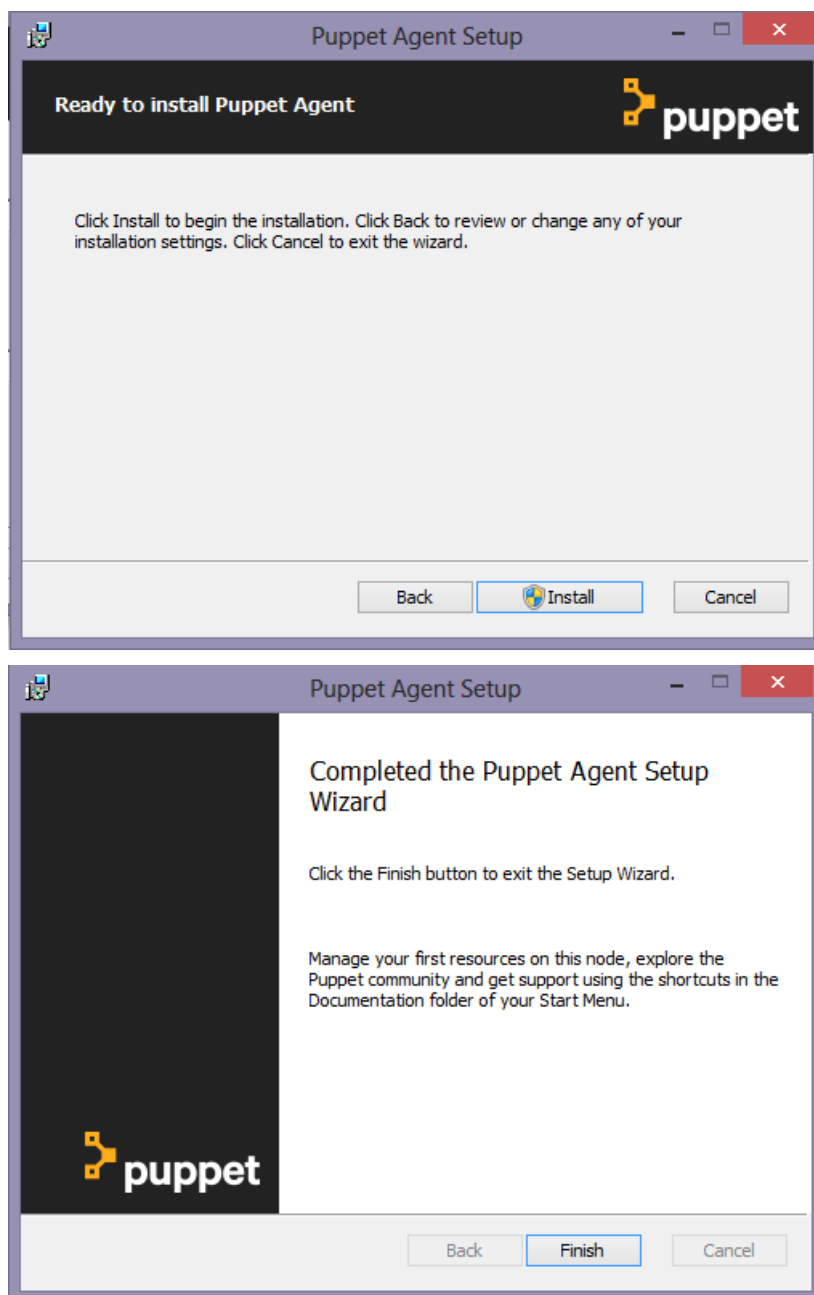 Puppet Agent Setup
Ready to install Puppet Agent
puppet
Click Install to begin the installation. Click Back to review or change any of your
installation settings. Click Cancel to exit the wizard.
Back
Install
Cancel
Puppet Agent Setup
Completed the Puppet Agent Setup
Wizard
Click the Finish button to exit the Setup Wizard.
Manage your first resources on this node, explore the
Puppet community and get support using the shortcuts in the
Documentation folder of your Start Menu.
puppet
Back
Finish
Cancel